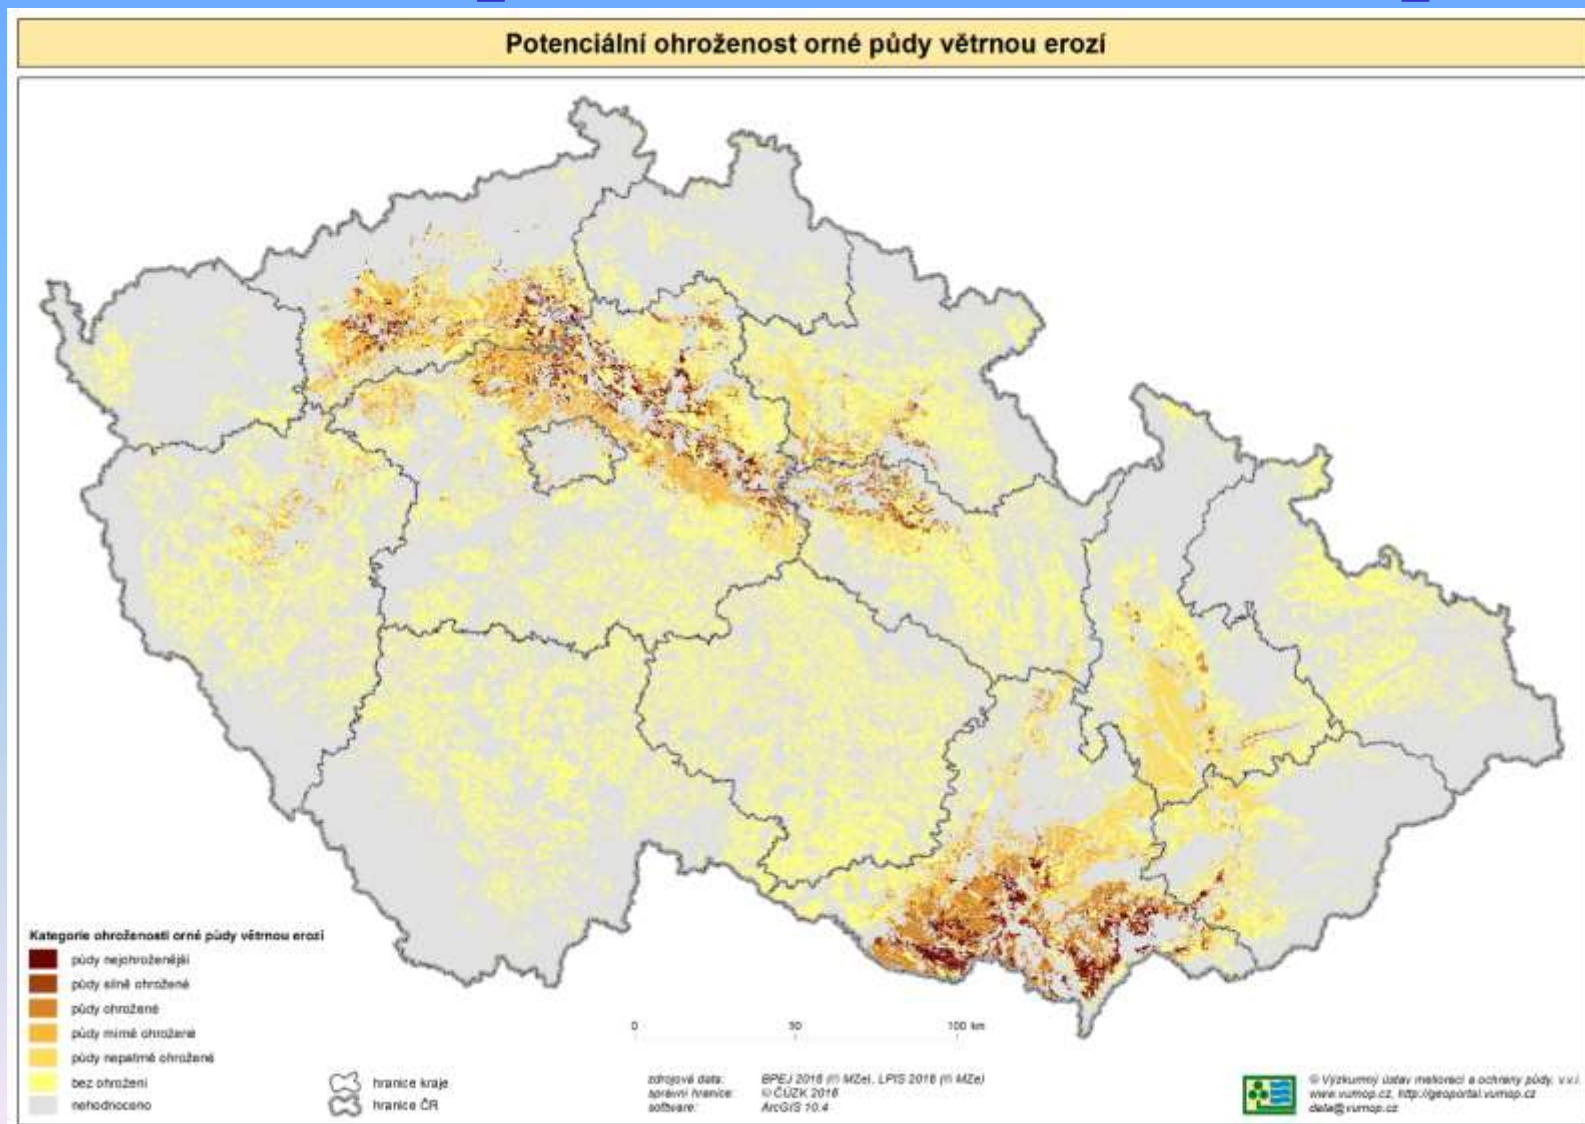 Potenciální ohroženost orné půdy větrnou erozí
Kategorie ohroženosti orné půdy větrnou erozí
půdy nejohroženější
půdy silně ohrožené
půdy ohrožené
půdy mírně ohrožené
půdy nepatrně ohrožené
bez ohrožení
nehodnoceno
hranice kraje
hranice ČR
0 50 100 km
zdrojová data: BPEJ 2016 (© MZe), LPIS 2016 (© MZe)
správní hranice: © ČÚZK 2016
software: ArcGIS 10.4
© Výzkumný ústav meliorací a ochrany půdy, v.v.i.
www.vumop.cz, http://geoportal.vumop.cz
data@vumop.cz